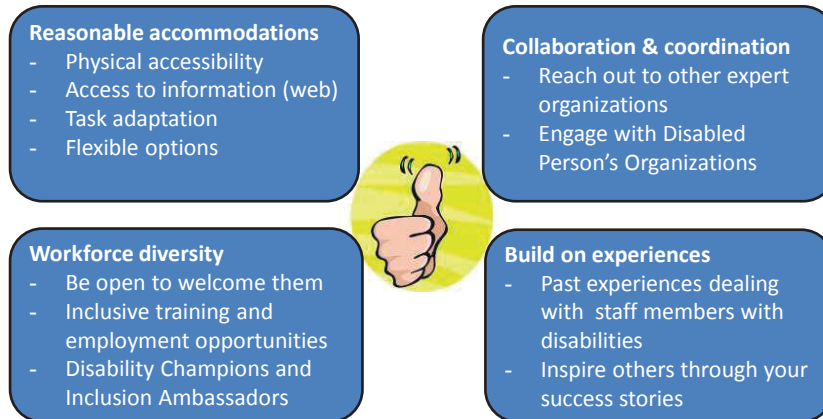 Reasonable accommodations
- Physical accessibility
- Access to information (web)
- Task adaptation
- Flexible options
Collaboration & coordination
- Reach out to other expert
organizations
- Engage with Disabled
Person’s Organizations
Workforce diversity
- Be open to welcome them
- Inclusive training and
employment opportunities
- Disability Champions and
Inclusion Ambassadors
Build on experiences
- Past experiences dealing
with staff members with
disabilities
- Inspire others through your
success stories